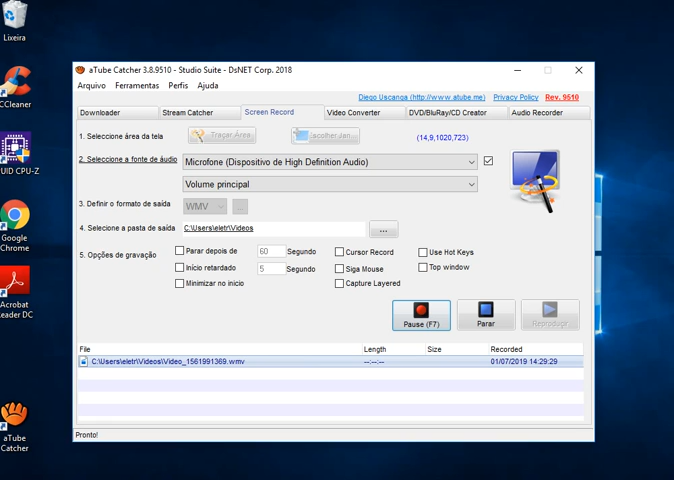 Lixeira
CCleaner
PUID CPU-Z
Google
Chrome
Acrobat
Reader DC
aTube
Catcher
aTube Catcher 3.8.9510 - Studio Suite - DsNET Corp. 2018
Arquivo Ferramentas Perfis Ajuda
Diego Uscanga (http://www.atube.me) Privacy Policy Rev. 9510
Downloader Stream Catcher Screen Record Video Converter DVD/BluRay/CD Creator Audio Recorder
1. Seleccione área da tela Traçar Área Escolher Jan... (14,9,1020,723)
2. Seleccione a fonte de áudio Microfone (Dispositivo de High Definition Audio)
Volume principal
3. Definir o formato de saída WMV ...
4. Selecione a pasta de saída C:\Users\eletr\Videos ...
5. Opções de gravação Parar depois de 60 Segundo Cursor Record Use Hot Keys
Início retardado 5 Segundo Siga Mouse Top window
Minimizar no inicio Capture Layered
Pause (F7) Parar Reproduzir
File Length Size Recorded
C:\Users\eletr\Videos\Video_1561991369.wmv --:--:-- 01/07/2019 14:29:29
Pronto!